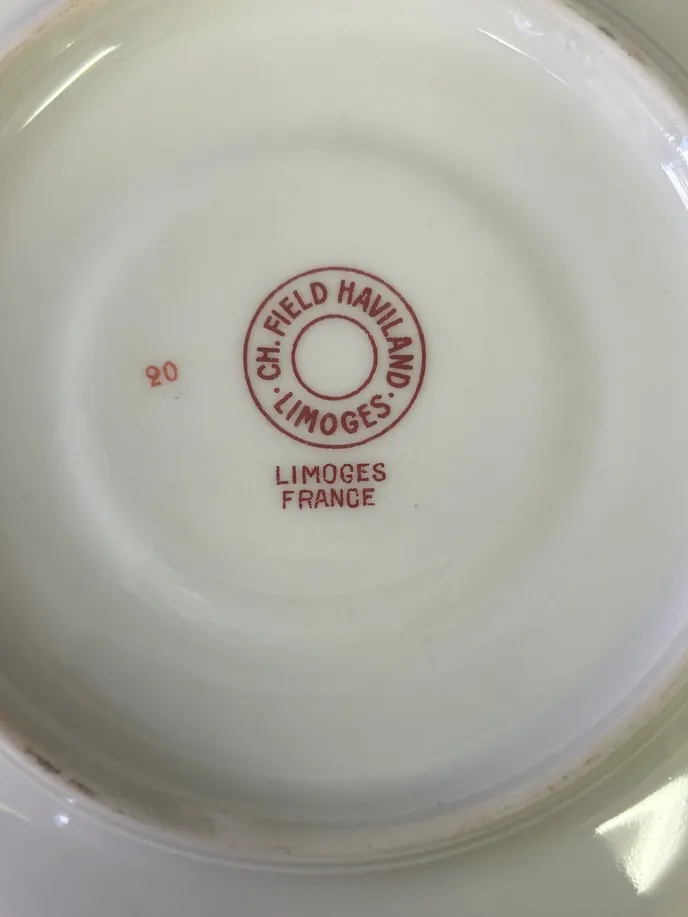 CH. FIELD HAVILAND
· LIMOGES ·
20
LIMOGES
FRANCE